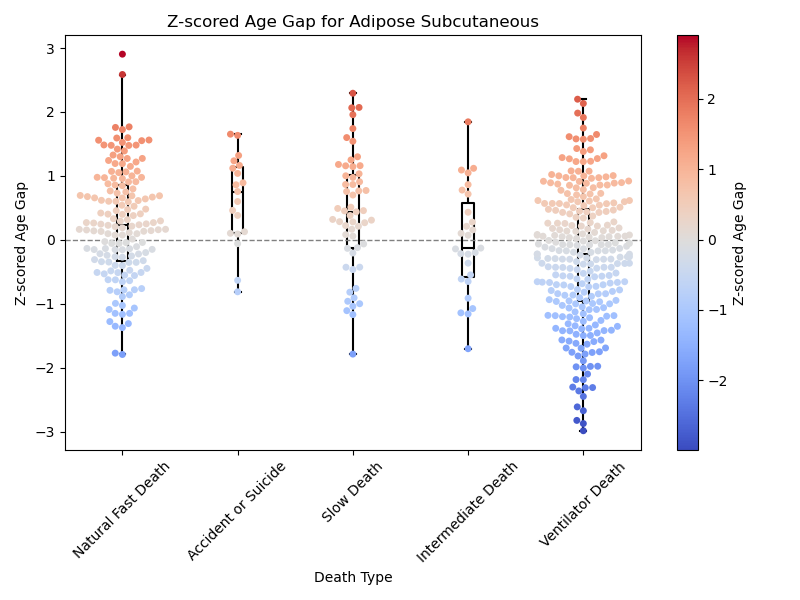 Z-scored Age Gap for Adipose Subcutaneous
3
2
1
0
−1
−2
−3
Z-scored Age Gap
Natural Fast Death
Accident or Suicide
Slow Death
Intermediate Death
Ventilator Death
Death Type
2
1
0
−1
−2
Z-scored Age Gap